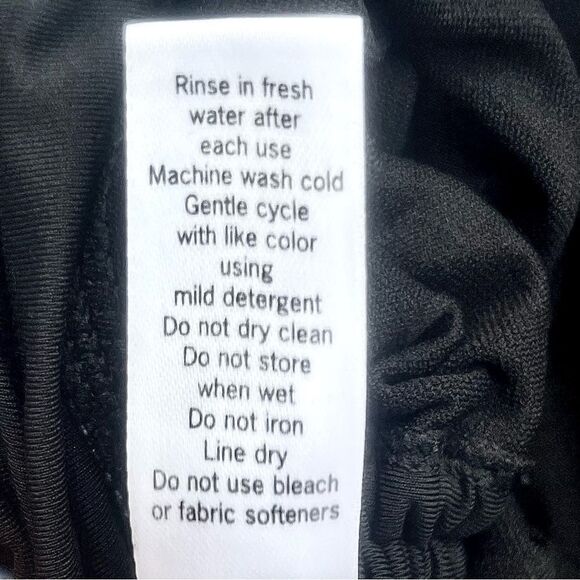 Rinse in fresh
water after
each use
Machine wash cold
Gentle cycle
with like color
using
mild detergent
Do not dry clean
Do not store
when wet
Do not iron
Line dry
Do not use bleach
or fabric softeners